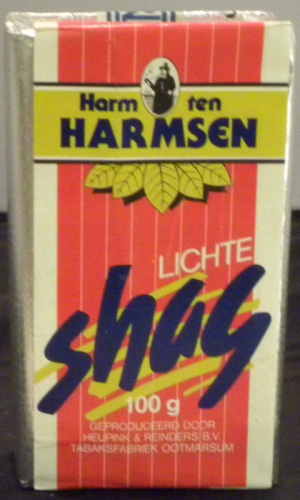 Harm ten
HARMSEN
LICHTE
shag
100 g
GEPRODUCEERD DOOR
HEUPINK & REINDERS B.V.
TABAKSFABRIEK OOTMARSUM